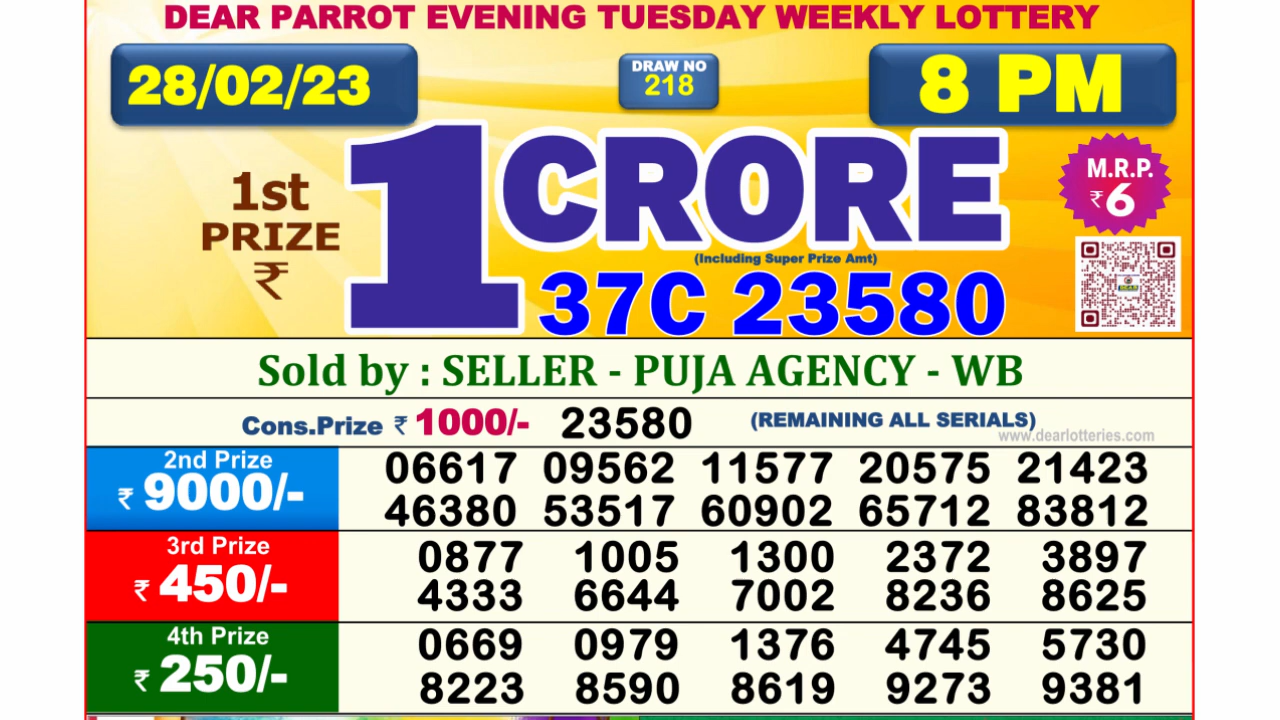 DEAR PARROT EVENING TUESDAY WEEKLY LOTTERY
28/02/23
DRAW NO
218
8 PM
1st
PRIZE
₹
1 CRORE
(Including Super Prize Amt)
37C 23580
M.R.P.
₹ 6
Sold by : SELLER - PUJA AGENCY - WB
Cons.Prize ₹ 1000/- 23580 (REMAINING ALL SERIALS)
www.dearlotteries.com
2nd Prize
₹ 9000/-
06617 09562 11577 20575 21423
46380 53517 60902 65712 83812
3rd Prize
₹ 450/-
0877 1005 1300 2372 3897
4333 6644 7002 8236 8625
4th Prize
₹ 250/-
0669 0979 1376 4745 5730
8223 8590 8619 9273 9381